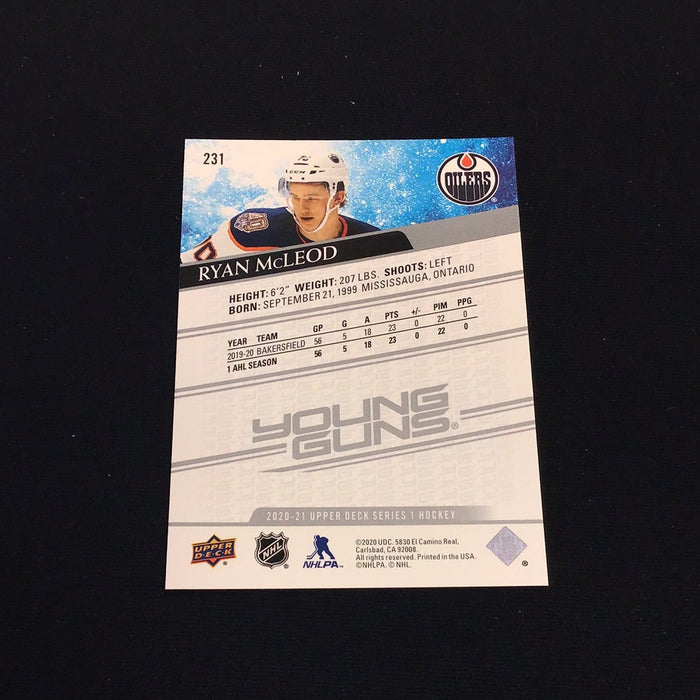 231
OILERS
RYAN McLEOD
HEIGHT: 6'2" WEIGHT: 207 LBS. SHOOTS: LEFT
BORN: SEPTEMBER 21, 1999 MISSISSAUGA, ONTARIO
YEAR TEAM GP G A PTS +/- PIM PPG
2019-20 BAKERSFIELD 56 5 18 23 0 22 0
1 AHL SEASON 56 5 18 23 0 22 0
YOUNG
GUNS®
2020-21 UPPER DECK SERIES 1 HOCKEY
UPPER DECK
NHL
NHLPA
©2020 UDC. 5830 El Camino Real,
Carlsbad, CA 92008.
All rights reserved. Printed in the USA.
©NHLPA. © NHL.